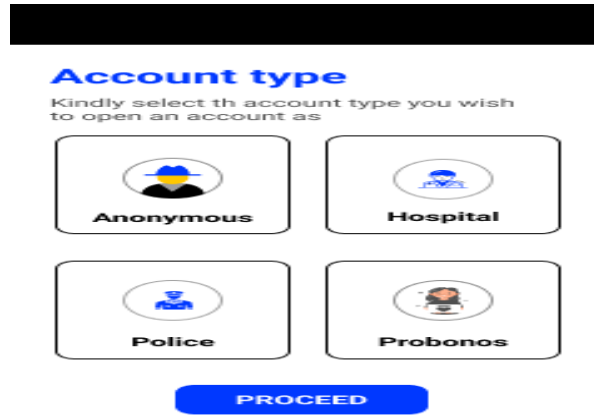 Account type
Kindly select th account type you wish
to open an account as
Anonymous
Hospital
Police
Probonos
PROCEED